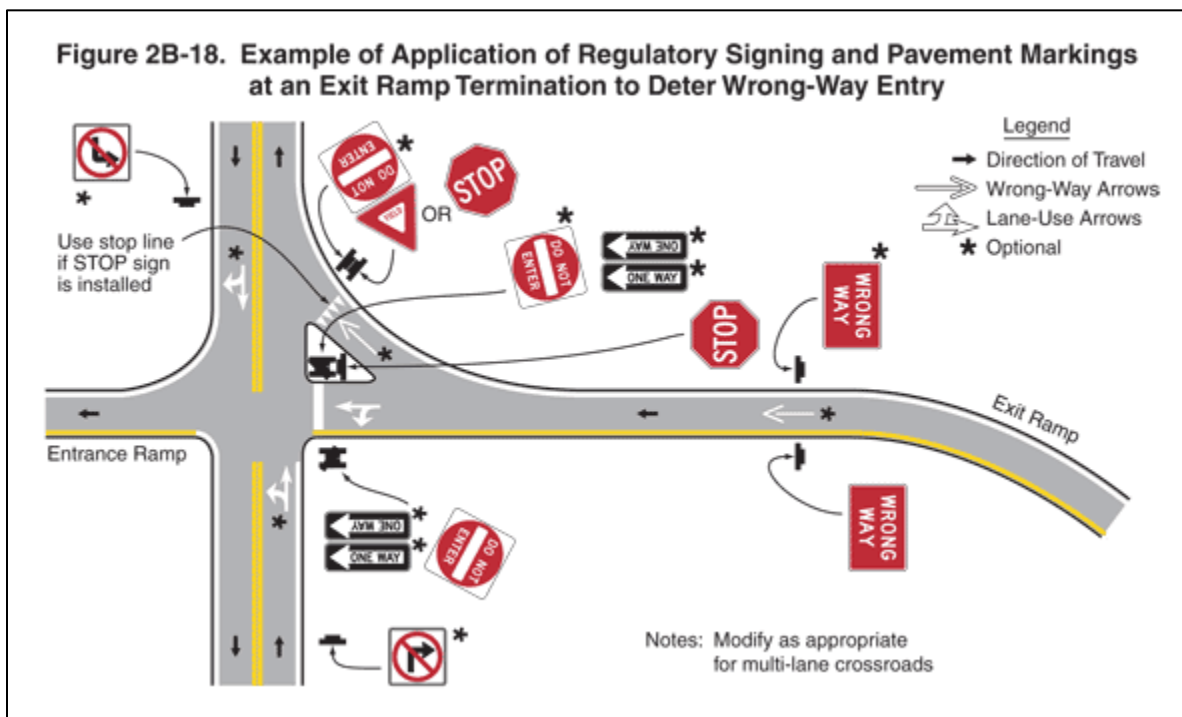 Figure 2B-18. Example of Application of Regulatory Signing and Pavement Markings
at an Exit Ramp Termination to Deter Wrong-Way Entry
Legend
Direction of Travel
Wrong-Way Arrows
Lane-Use Arrows
* Optional
*
DO NOT
ENTER
*
YIELD
OR
STOP
Use stop line
if STOP sign
is installed
*
DO NOT
ENTER
*
ONE WAY
*
ONE WAY
*
STOP
WRONG
WAY
*
*
*
*
Exit Ramp
Entrance Ramp
*
ONE WAY
*
ONE WAY
*
DO NOT
ENTER
WRONG
WAY
*
Notes: Modify as appropriate
for multi-lane crossroads